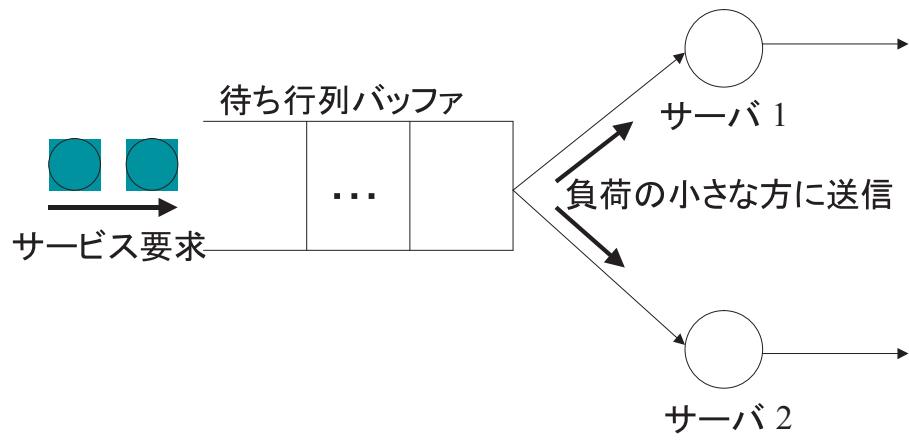 待ち行列バッファ
サーバ 1
...
負荷の小さな方に送信
サービス要求
サーバ 2